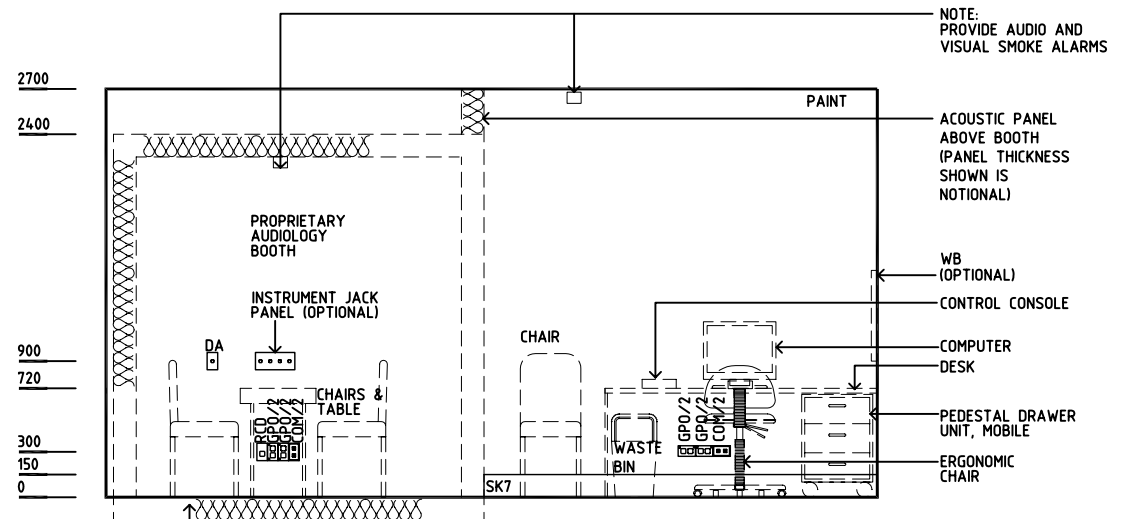 NOTE:
PROVIDE AUDIO AND
VISUAL SMOKE ALARMS
2700
PAINT
2400
ACOUSTIC PANEL
ABOVE BOOTH
(PANEL THICKNESS
SHOWN IS
NOTIONAL)
PROPRIETARY
AUDIOLOGY
BOOTH
WB
(OPTIONAL)
INSTRUMENT JACK
PANEL (OPTIONAL)
CONTROL CONSOLE
DA
CHAIR
COMPUTER
900
DESK
720
CHAIRS &
TABLE
RCD
GPO/2
GPO/2
COM/2
GPO/2
GPO/2
COM/2
PEDESTAL DRAWER
UNIT, MOBILE
WASTE
BIN
300
150
0
ERGONOMIC
CHAIR
SK7